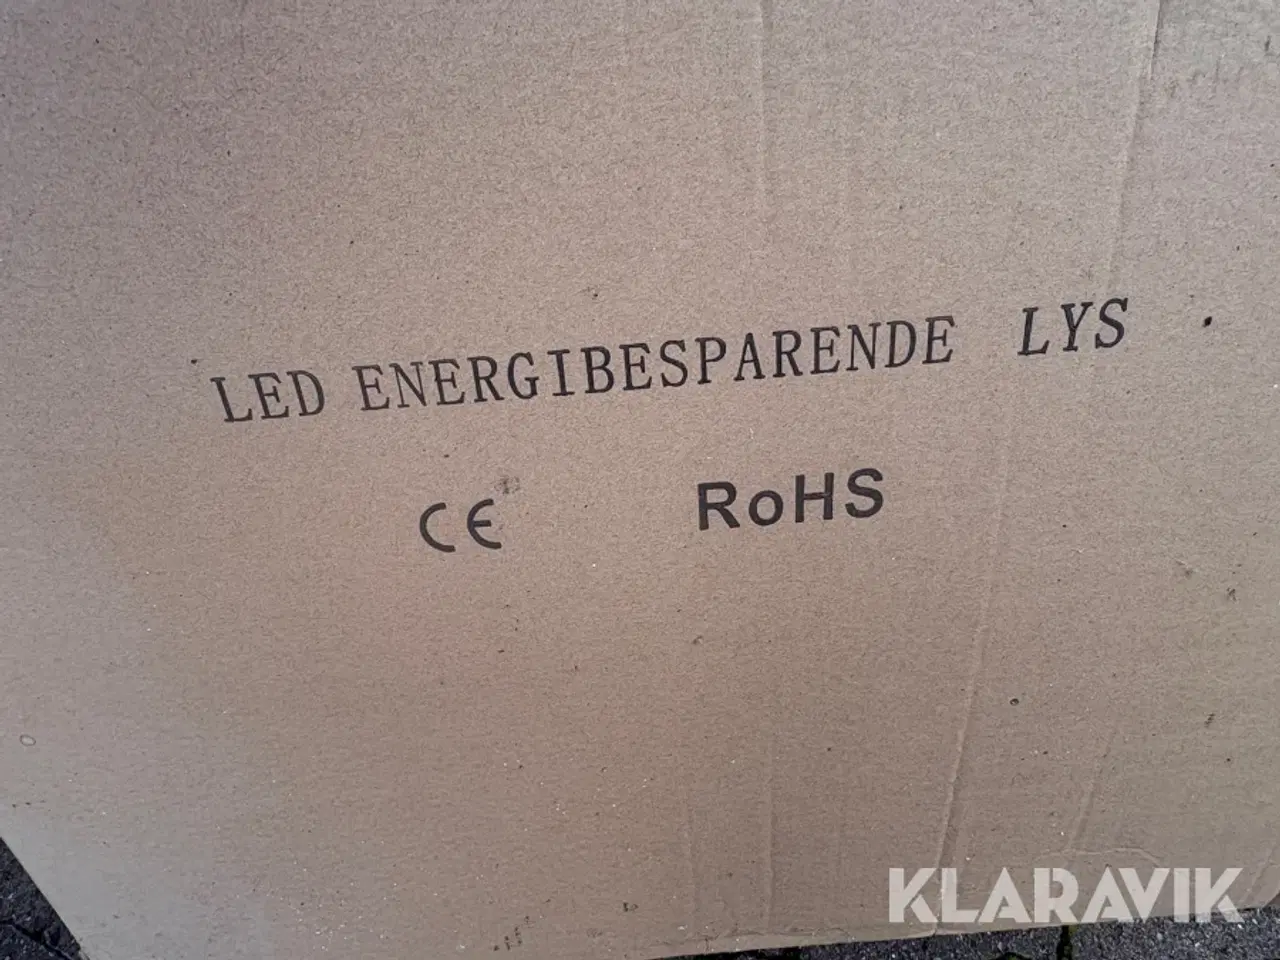 LED ENERGIBESPARENDE LYS
CE RoHS
KLARAVIK